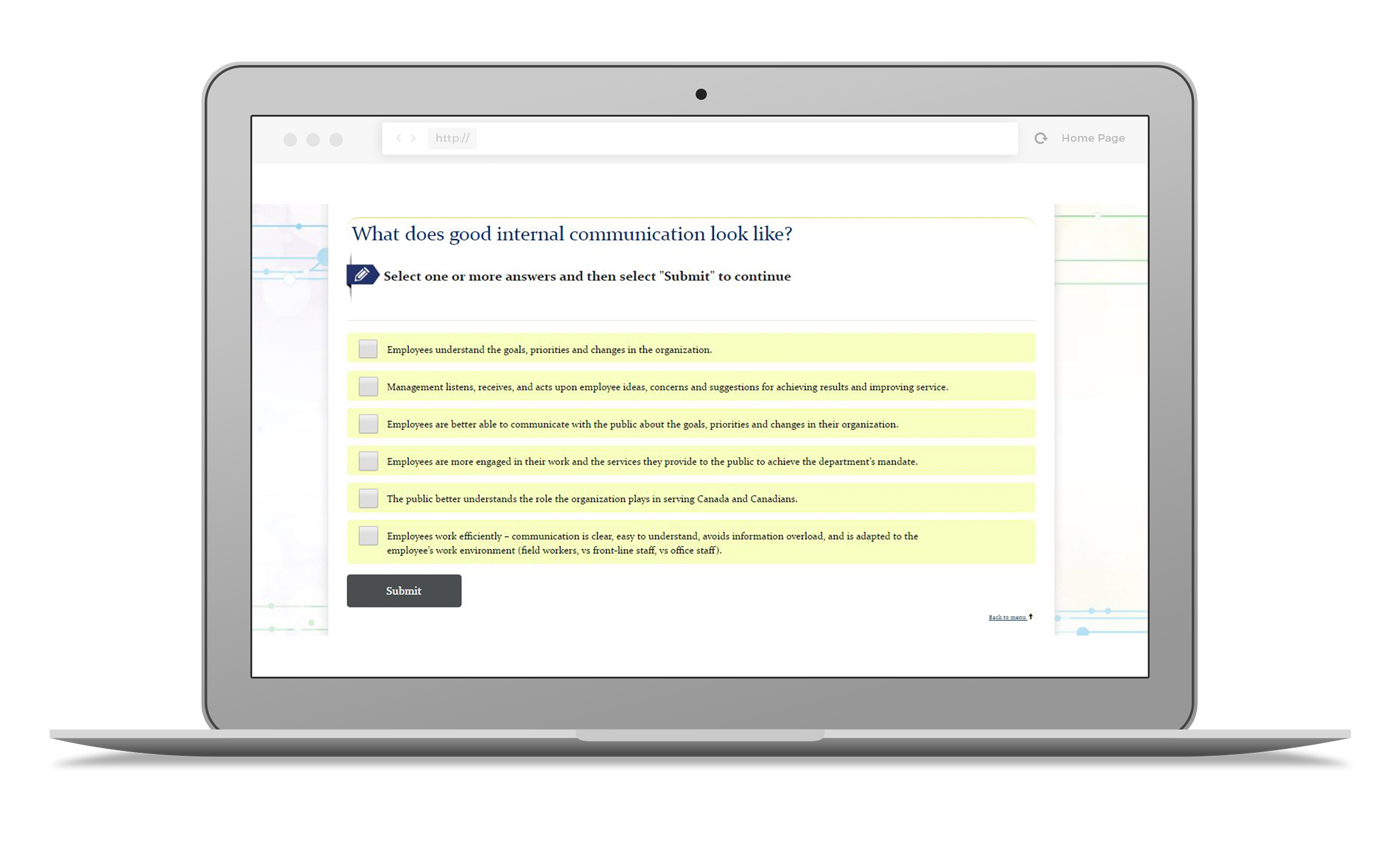 http://
Home Page
What does good internal communication look like?
Select one or more answers and then select "Submit" to continue
Employees understand the goals, priorities and changes in the organization.
Management listens, receives, and acts upon employee ideas, concerns and suggestions for achieving results and improving service.
Employees are better able to communicate with the public about the goals, priorities and changes in their organization.
Employees are more engaged in their work and the services they provide to the public to achieve the department's mandate.
The public better understands the role the organization plays in serving Canada and Canadians.
Employees work efficiently – communication is clear, easy to understand, avoids information overload, and is adapted to the
employee's work environment (field workers, vs front-line staff, vs office staff).
Submit
Back to menu